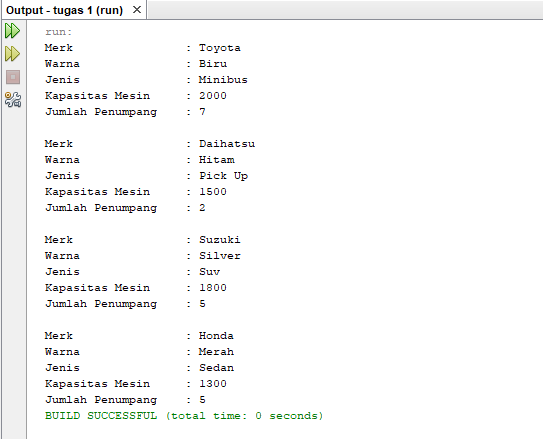 Output - tugas 1 (run) ×
run:
Merk : Toyota
Warna : Biru
Jenis : Minibus
Kapasitas Mesin : 2000
Jumlah Penumpang : 7

Merk : Daihatsu
Warna : Hitam
Jenis : Pick Up
Kapasitas Mesin : 1500
Jumlah Penumpang : 2

Merk : Suzuki
Warna : Silver
Jenis : Suv
Kapasitas Mesin : 1800
Jumlah Penumpang : 5

Merk : Honda
Warna : Merah
Jenis : Sedan
Kapasitas Mesin : 1300
Jumlah Penumpang : 5
BUILD SUCCESSFUL (total time: 0 seconds)